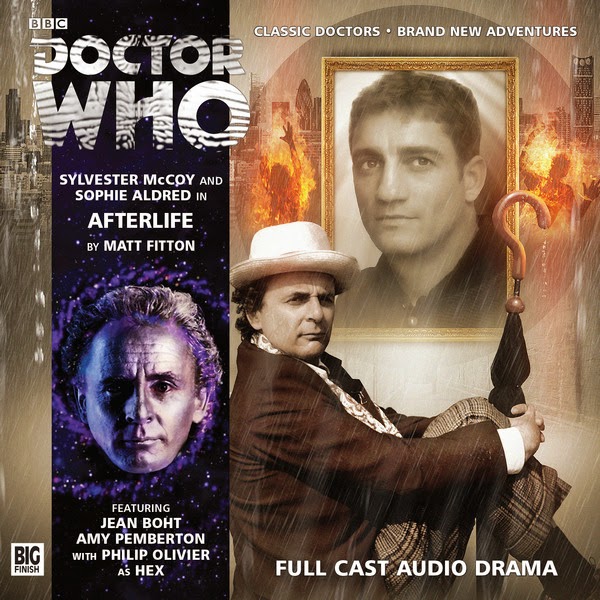 BBC
DOCTOR
WHO
CLASSIC DOCTORS • BRAND NEW ADVENTURES
SYLVESTER McCOY AND
SOPHIE ALDRED IN
AFTERLIFE
BY MATT FITTON
FEATURING
JEAN BOHT
AMY PEMBERTON
WITH PHILIP OLIVIER
AS HEX
BIG
FINISH
FULL CAST AUDIO DRAMA